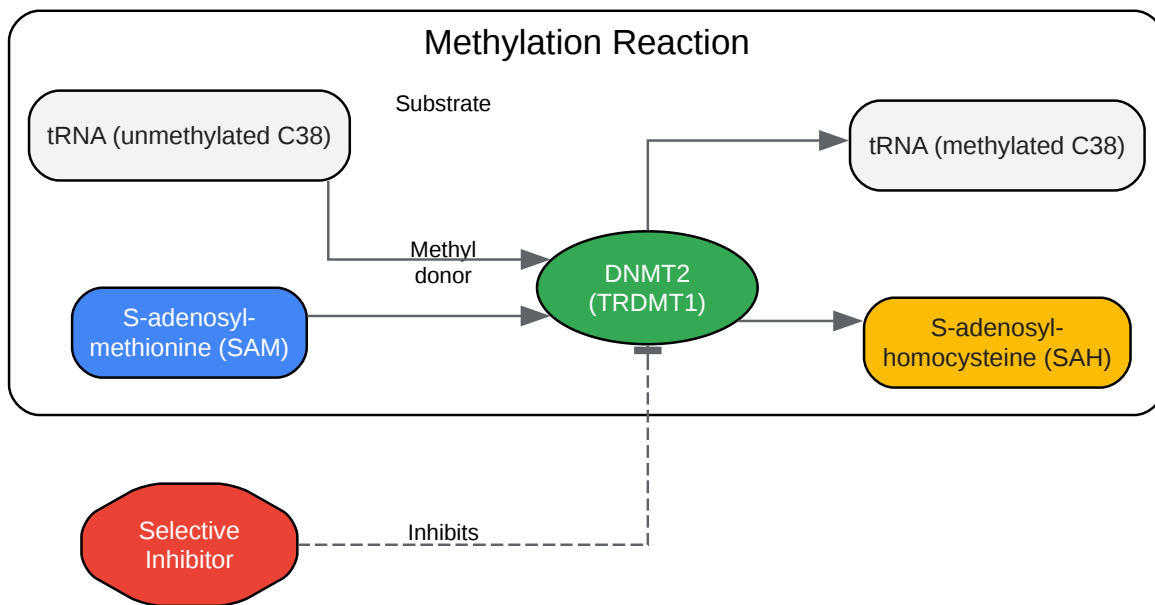 Methylation Reaction
Substrate
tRNA (unmethylated C38)
tRNA (methylated C38)
Methyl
donor
DNMT2
(TRDMT1)
S-adenosyl-
methionine (SAM)
S-adenosyl-
homocysteine (SAH)
Selective
Inhibitor
Inhibits